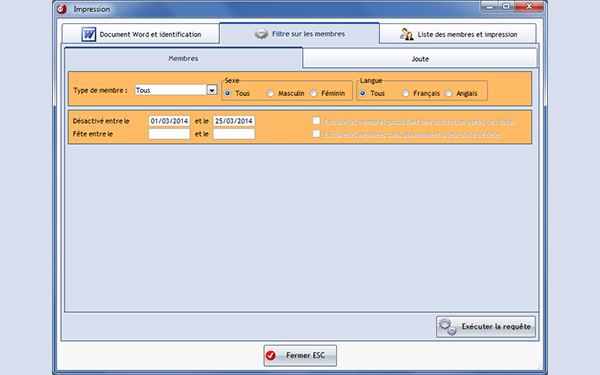 Impression
Document Word et identification
Filtre sur les membres
Liste des membres et impression
Membres
Joute
Type de membre : Tous
Sexe
Tous Masculin Féminin
Langue
Tous Français Anglais
Désactivé entre le 01/03/2014 et le 25/03/2014
Exclure les membres possédant une activation après ces dates
Fête entre le et le
Exclure les membres sans abonnement à leur date de fête
Exécuter la requête
Fermer ESC